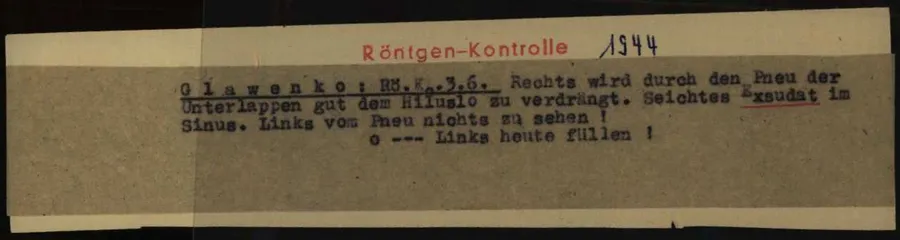 Röntgen-Kontrolle 1944
Glawenko: Rö.K..3.6. Rechts wird durch den Pneu der
Unterlappen gut dem Hiluslo zu verdrängt. Seichtes Exsudat im
Sinus. Links vom Pneu nichts zu sehen !
o --- Links heute füllen !